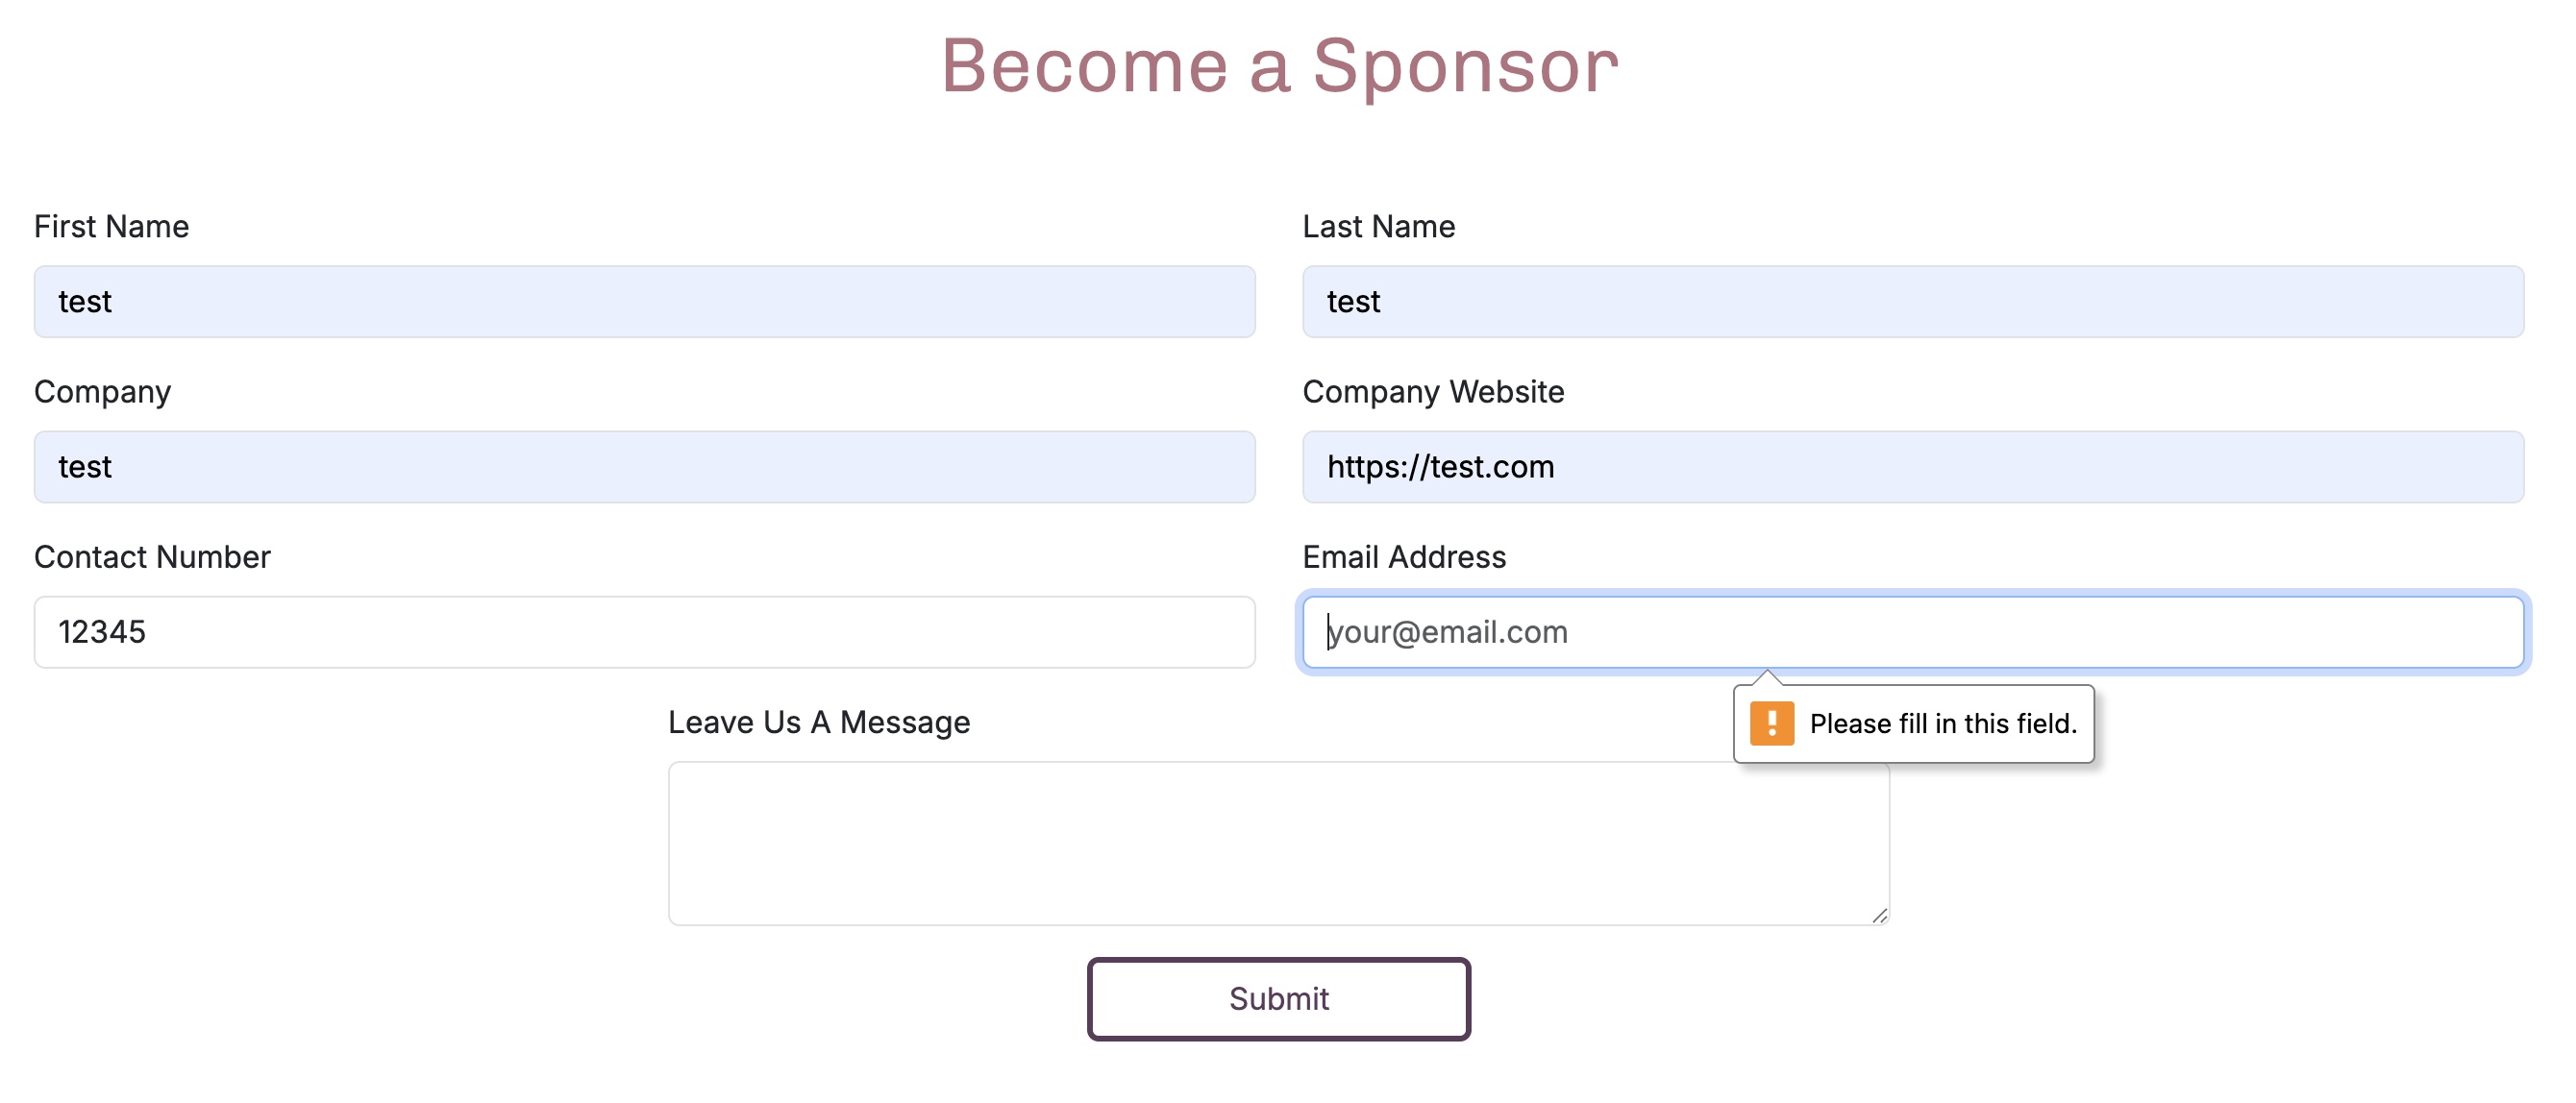 Become a Sponsor
First Name
Last Name
test
test
Company
Company Website
test
https://test.com
Contact Number
Email Address
12345
your@email.com
Please fill in this field.
Leave Us A Message
Submit